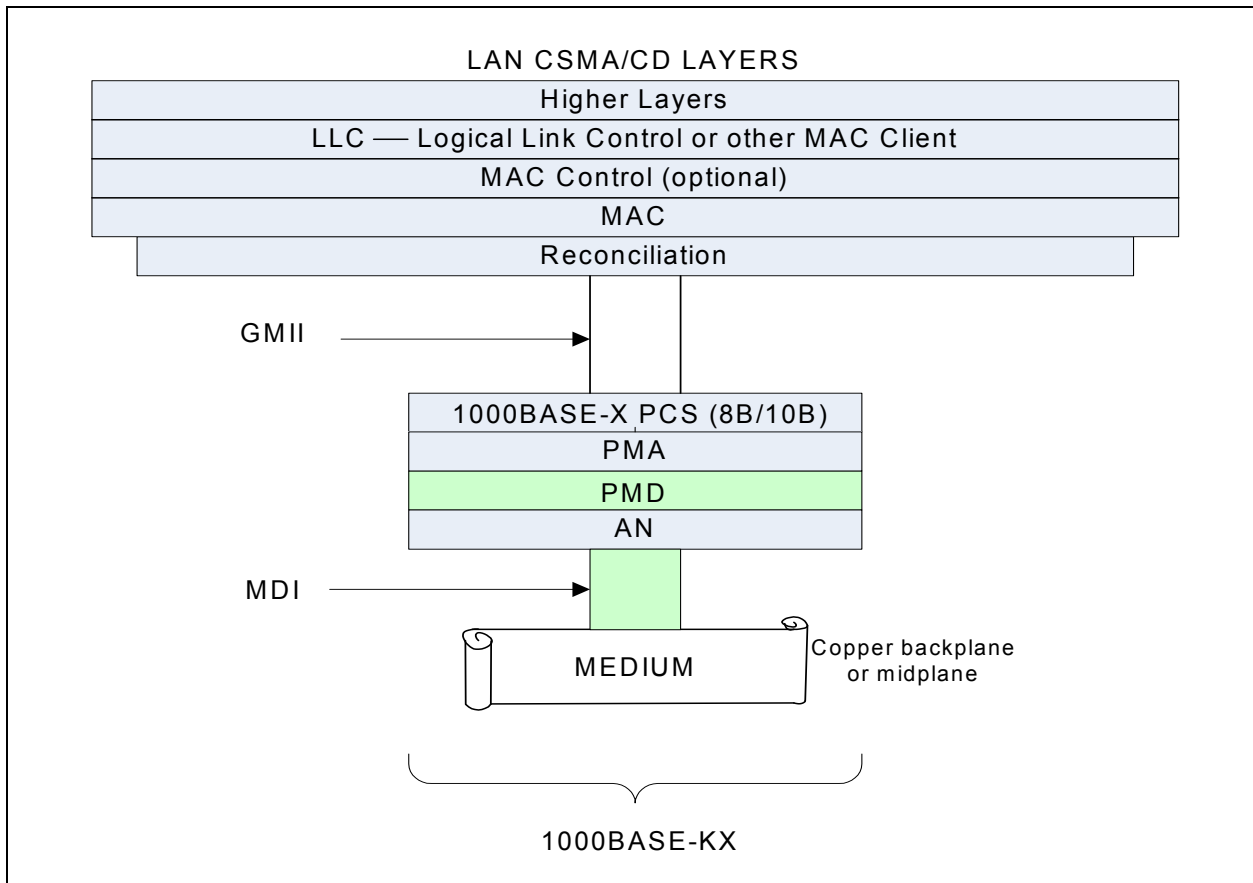 LAN CSMA/CD LAYERS
Higher Layers
LLC — Logical Link Control or other MAC Client
MAC Control (optional)
MAC
Reconciliation
GMII
1000BASE-X PCS (8B/10B)
PMA
PMD
AN
MDI
MEDIUM
Copper backplane
or midplane
1000BASE-KX